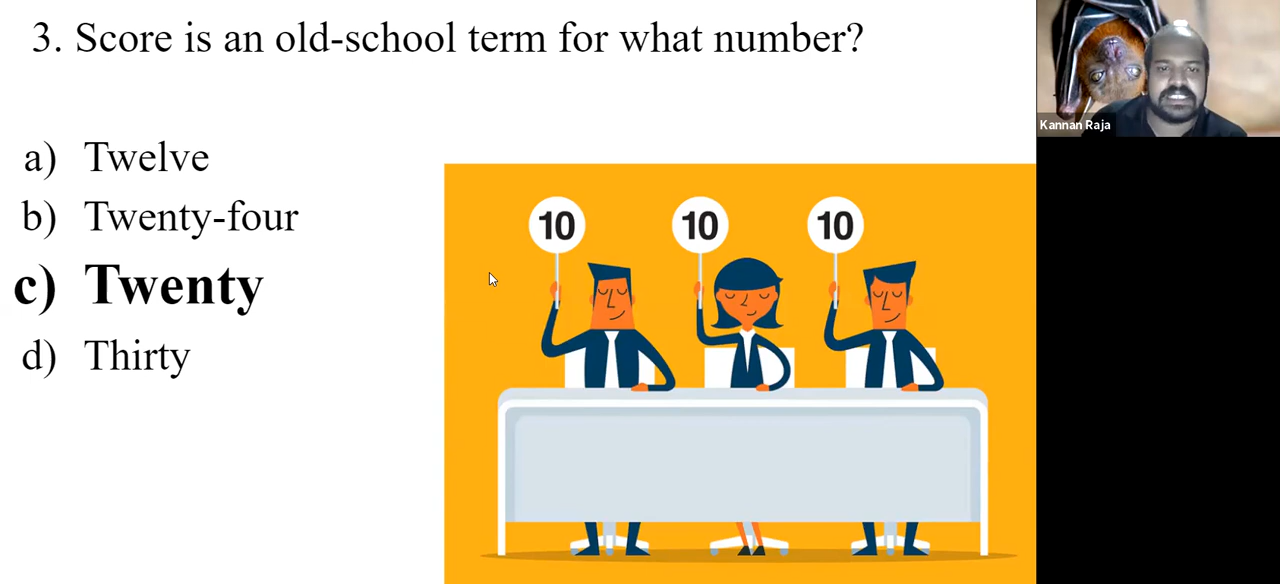 3. Score is an old-school term for what number?
a) Twelve
b) Twenty-four
c) Twenty
d) Thirty
10 10 10
Kannan Raja